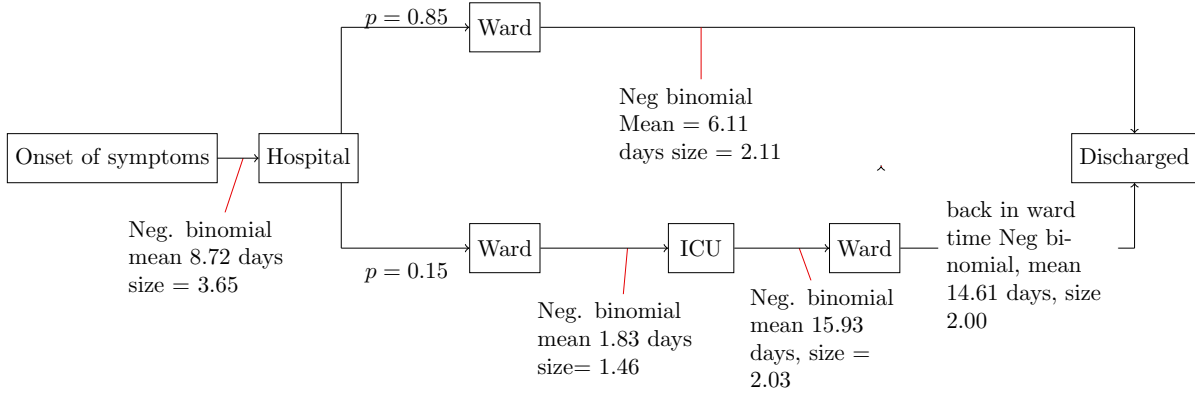 p = 0.85
Ward
Neg binomial
Mean = 6.11
days size = 2.11
Onset of symptoms
Hospital
Discharged
Neg. binomial
mean 8.72 days
size = 3.65
p = 0.15
Ward
ICU
Ward
back in ward
time Neg bi-
nomial, mean
14.61 days, size
2.00
Neg. binomial
mean 1.83 days
size= 1.46
Neg. binomial
mean 15.93
days, size =
2.03